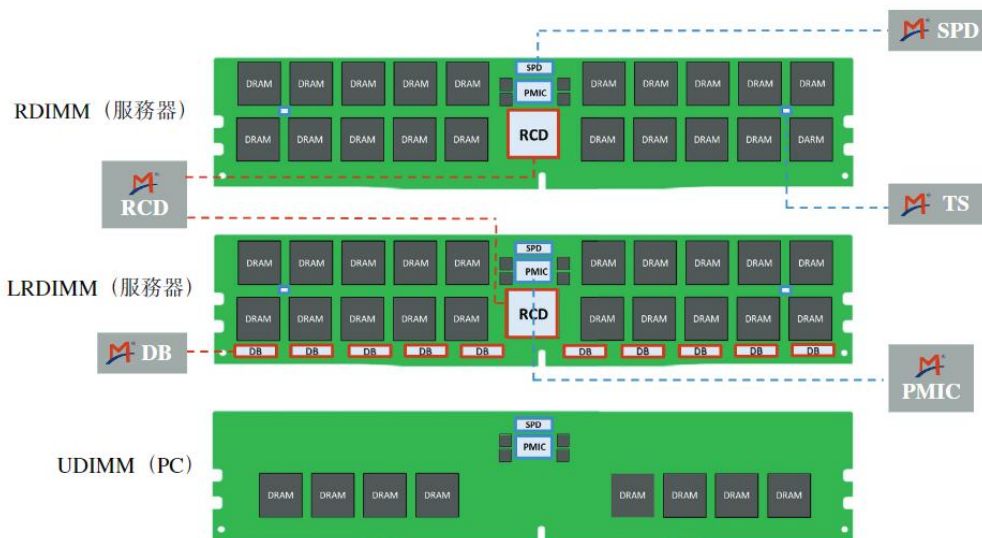 SPD
SPD
DRAM DRAM DRAM DRAM DRAM PMIC DRAM DRAM DRAM DRAM DRAM
RDIMM（服務器）
DRAM DRAM DRAM DRAM DRAM RCD DRAM DRAM DRAM DRAM DARM
RCD
TS
SPD
DRAM DRAM DRAM DRAM DRAM PMIC DRAM DRAM DRAM DRAM DRAM
LRDIMM（服務器）
DRAM DRAM DRAM DRAM DRAM RCD DRAM DRAM DRAM DRAM DRAM
DB
DB DB DB DB DB DB DB DB DB DB
PMIC
SPD
PMIC
UDIMM（PC）
DRAM DRAM DRAM DRAM DRAM DRAM DRAM DRAM